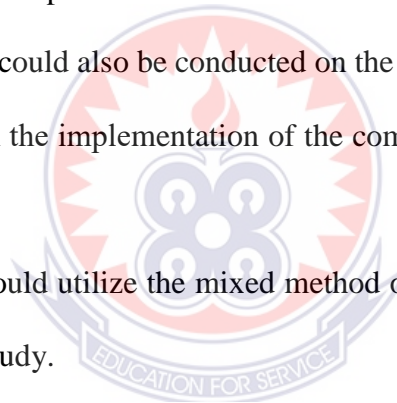 could also be conducted on the
the implementation of the com
ould utilize the mixed method o
udy.
EDUCATION FOR SERVICE